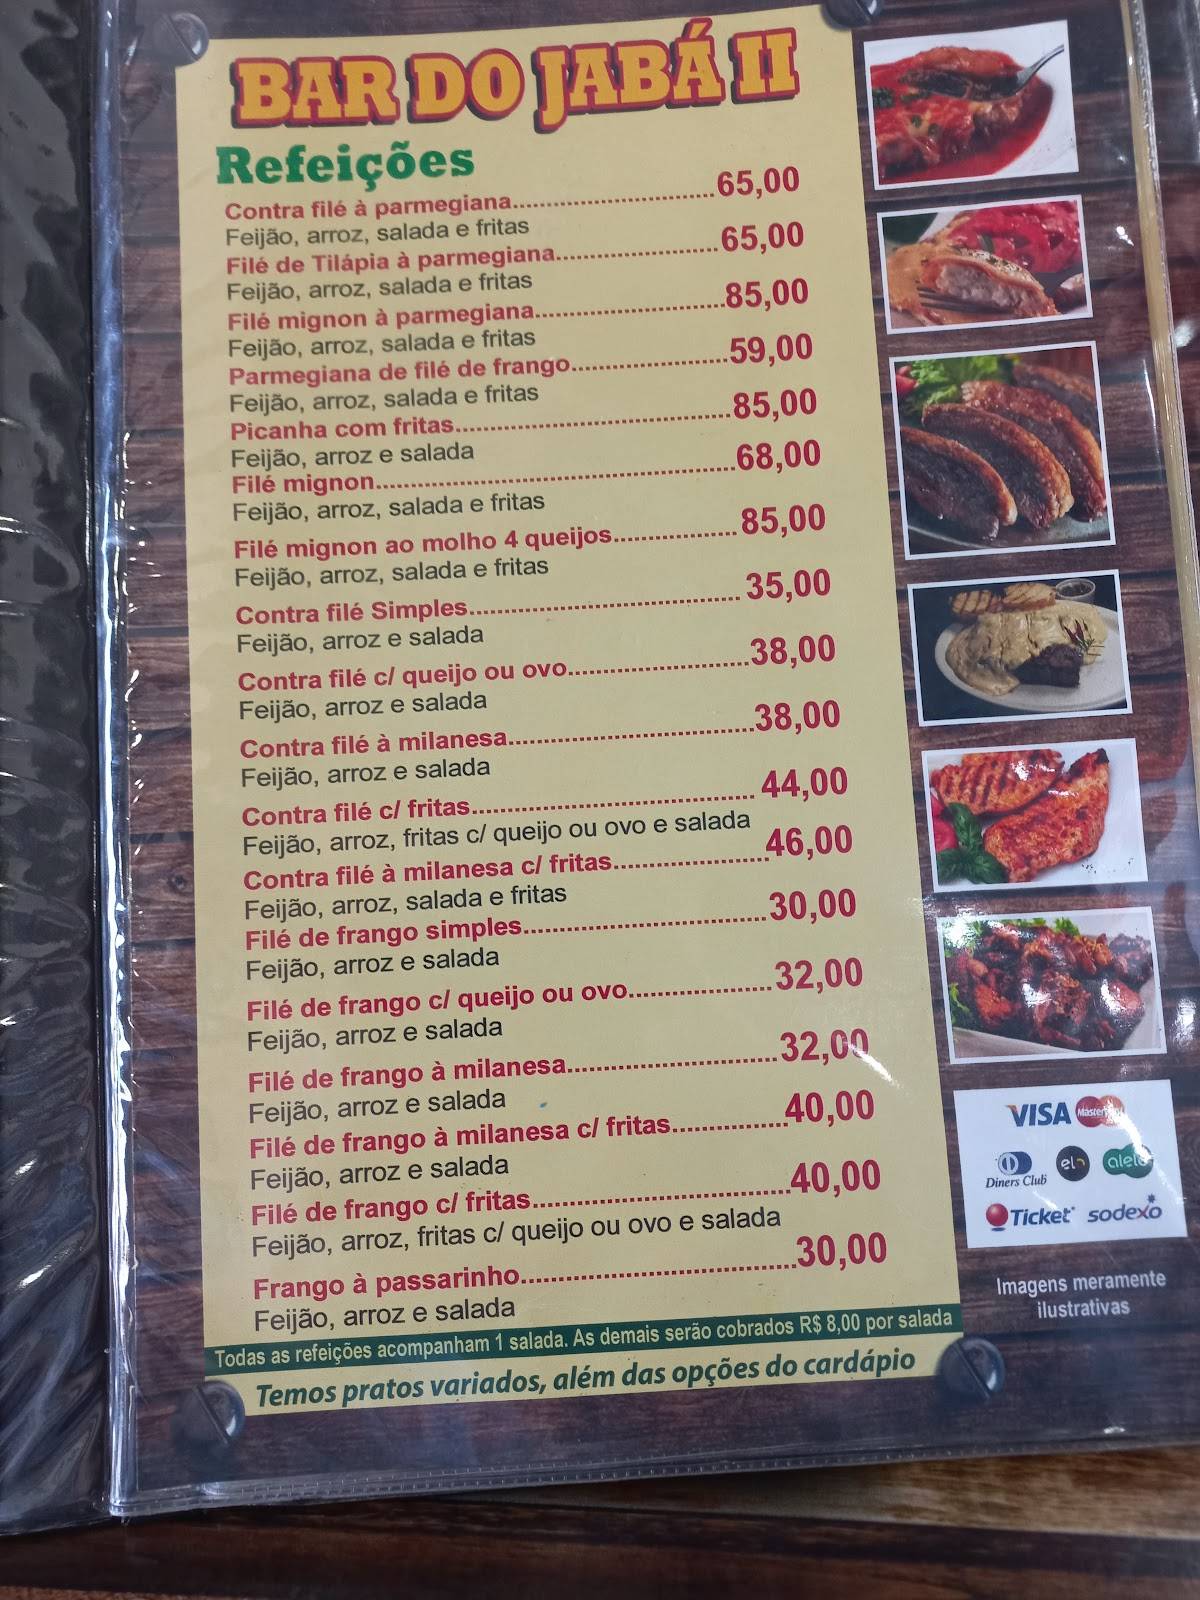 BAR DO JABÁ II
Refeições
Contra filé à parmegiana..........65,00
Feijão, arroz, salada e fritas
Filé de Tilápia à parmegiana..........65,00
Feijão, arroz, salada e fritas
Filé mignon à parmegiana..........85,00
Feijão, arroz, salada e fritas
Parmegiana de filé de frango..........59,00
Feijão, arroz, salada e fritas
Picanha com fritas..........85,00
Feijão, arroz e salada
Filé mignon..........68,00
Feijão, arroz, salada e fritas
Filé mignon ao molho 4 queijos..........85,00
Feijão, arroz, salada e fritas
Contra filé Simples..........35,00
Feijão, arroz e salada
Contra filé c/ queijo ou ovo..........38,00
Feijão, arroz e salada
Contra filé à milanesa..........38,00
Feijão, arroz e salada
Contra filé c/ fritas..........44,00
Feijão, arroz, fritas c/ queijo ou ovo e salada
Contra filé à milanesa c/ fritas..........46,00
Feijão, arroz, salada e fritas
Filé de frango simples..........30,00
Feijão, arroz e salada
Filé de frango c/ queijo ou ovo..........32,00
Feijão, arroz e salada
Filé de frango à milanesa..........32,00
Feijão, arroz e salada
Filé de frango à milanesa c/ fritas..........40,00
Feijão, arroz e salada
Filé de frango c/ fritas..........40,00
Feijão, arroz, fritas c/ queijo ou ovo e salada
Frango à passarinho..........30,00
Feijão, arroz e salada
Todas as refeições acompanham 1 salada. As demais serão cobrados R$ 8,00 por salada
Temos pratos variados, além das opções do cardápio
VISA MasterCard
Diners Club elo alelo
Ticket sodexo
Imagens meramente
ilustrativas